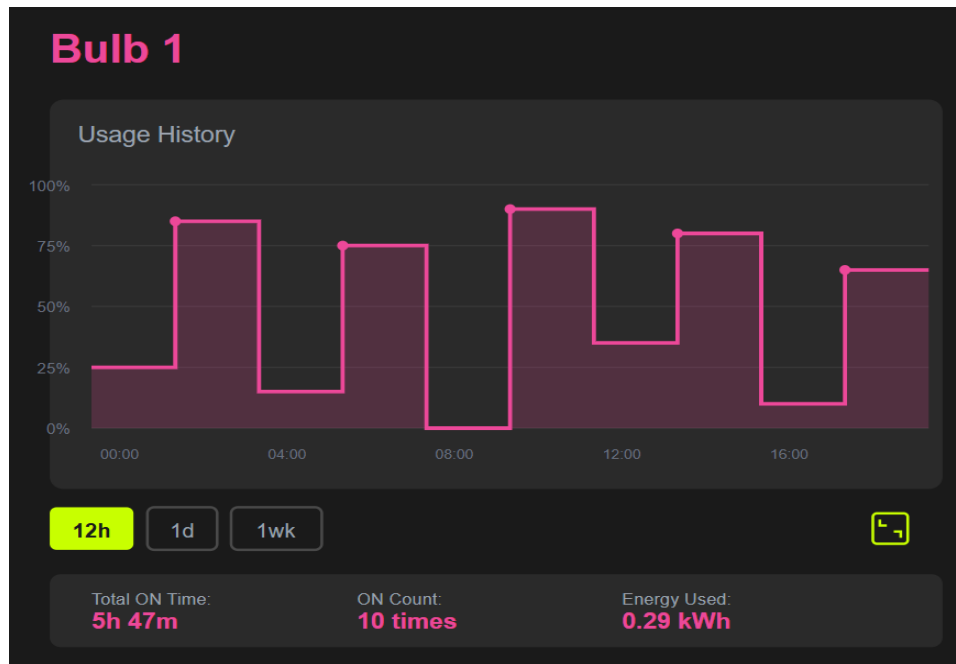 Bulb 1
Usage History
100%
75%
50%
25%
0%
00:00 04:00 08:00 12:00 16:00
12h 1d 1wk
Total ON Time: ON Count: Energy Used:
5h 47m 10 times 0.29 kWh